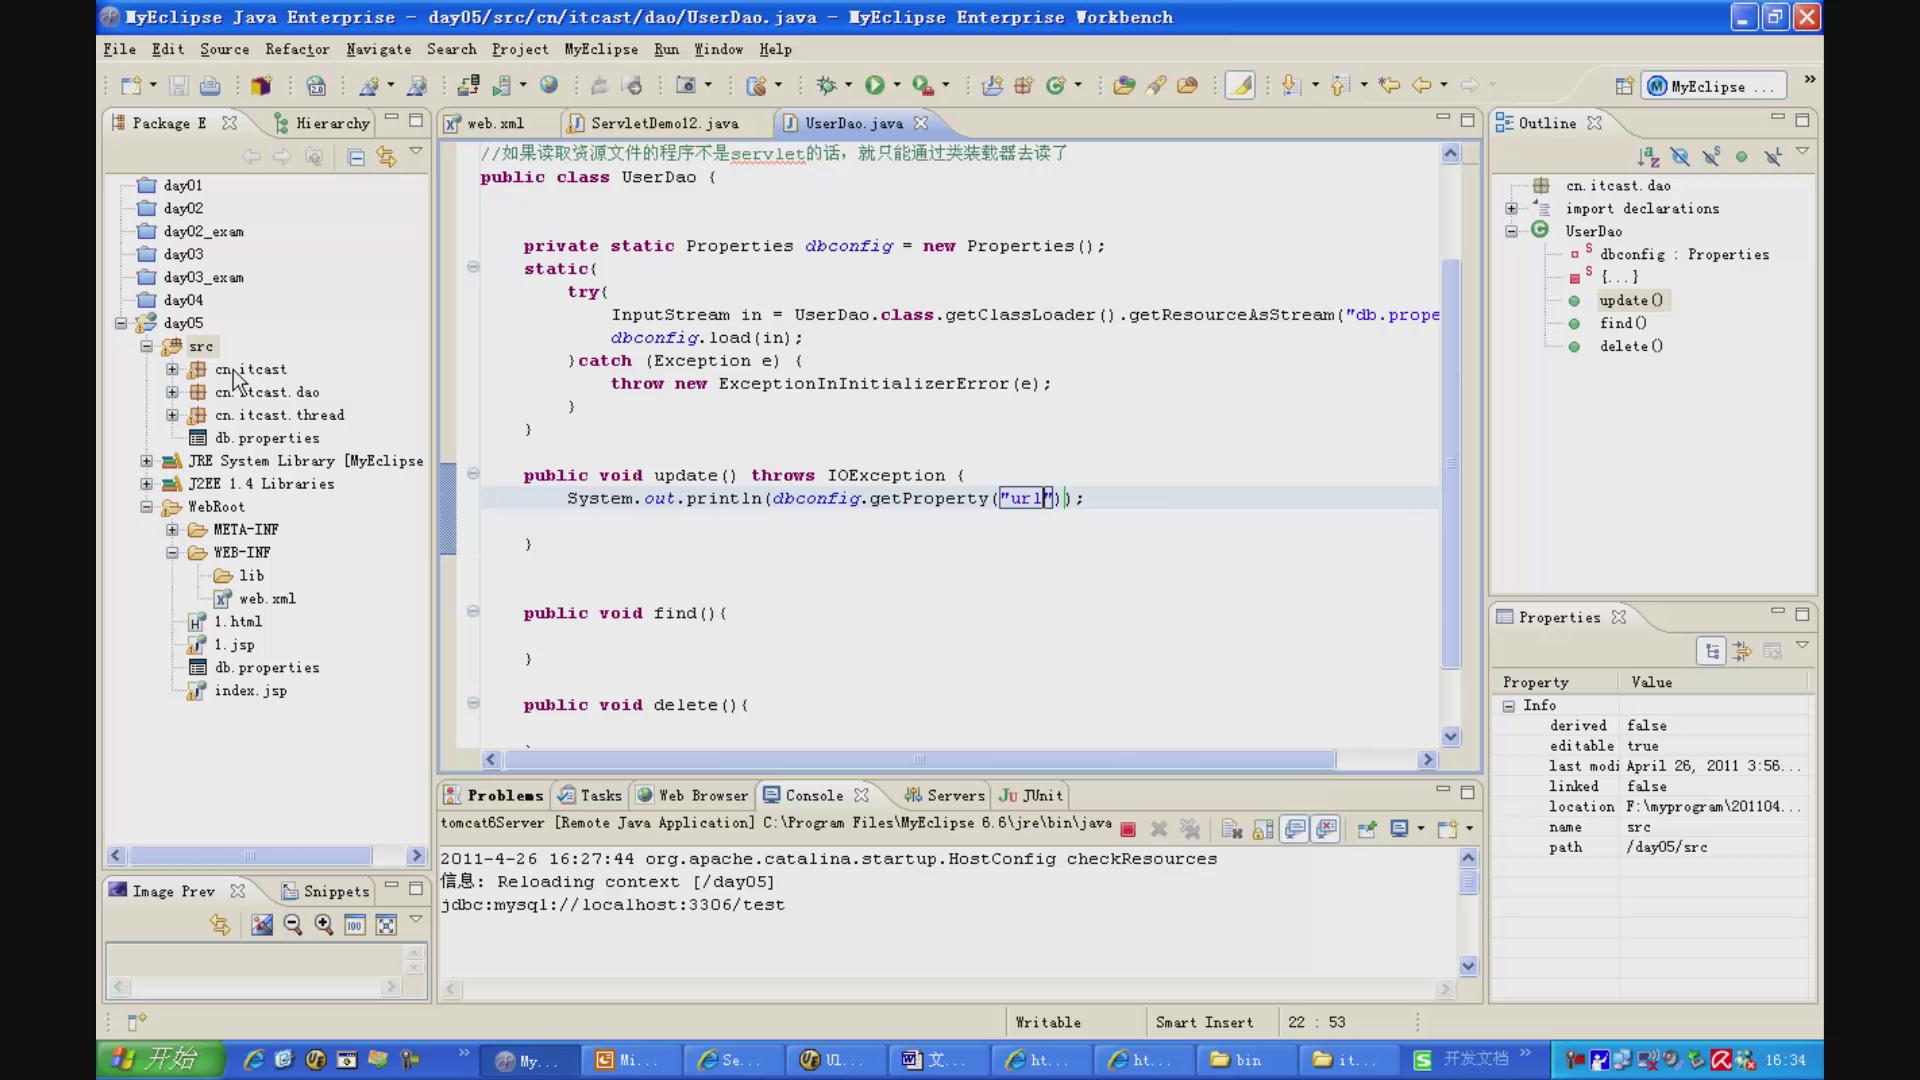 MyEclipse Java Enterprise - day05/src/cn/itcast/dao/UserDao.java - MyEclipse Enterprise Workbench
File Edit Source Refactor Navigate Search Project MyEclipse Run Window Help
MyEclipse ...
Package E
Hierarchy
day01
day02
day02_exam
day03
day03_exam
day04
day05
src
cn.itcast
cn.itcast.dao
cn.itcast.thread
db.properties
JRE System Library [MyEclipse
J2EE 1.4 Libraries
WebRoot
META-INF
WEB-INF
lib
web.xml
1.html
1.jsp
db.properties
index.jsp
Image Prev
Snippets
web.xml
ServletDemo12.java
UserDao.java
//如果读取资源文件的程序不是servlet的话，就只能通过类装载器去读了
public class UserDao {
private static Properties dbconfig = new Properties();
static{
try{
InputStream in = UserDao.class.getClassLoader().getResourceAsStream("db.prope
dbconfig.load(in);
}catch (Exception e) {
throw new ExceptionInInitializerError(e);
}
}
public void update() throws IOException {
System.out.println(dbconfig.getProperty("url"));
}
public void find(){
}
public void delete(){
Problems
Tasks
Web Browser
Console
Servers
JUnit
tomcat6Server [Remote Java Application] C:\Program Files\MyEclipse 6.6\jre\bin\java
2011-4-26 16:27:44 org.apache.catalina.startup.HostConfig checkResources
信息: Reloading context [/day05]
jdbc:mysql://localhost:3306/test
Outline
cn.itcast.dao
import declarations
UserDao
dbconfig : Properties
{...}
update()
find()
delete()
Properties
Property Value
Info
derived false
editable true
last modi April 26, 2011 3:56...
linked false
location F:\myprogram\201104...
name src
path /day05/src
Writable
Smart Insert
22 : 53
开始
My...
Mi...
Se...
Ul...
文...
ht...
ht...
bin
it...
开发文档
16:34